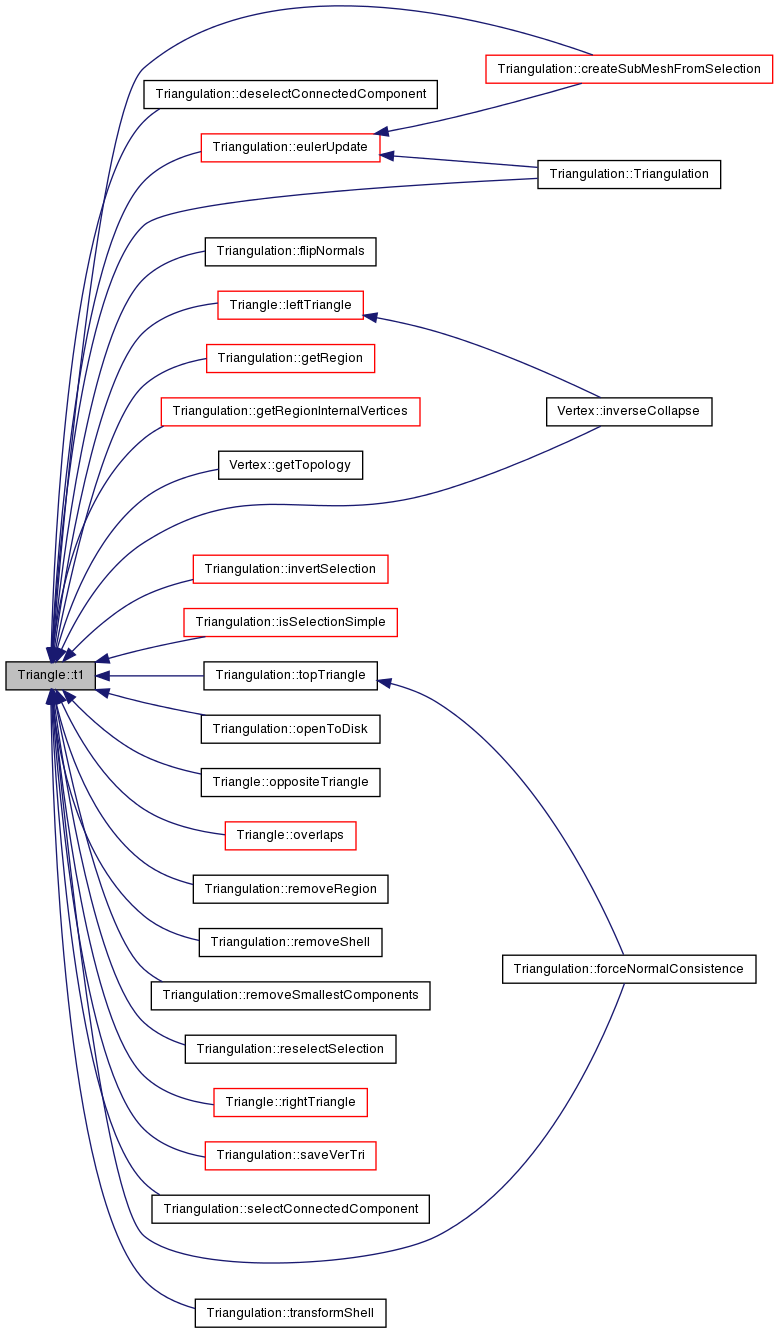 Triangulation::createSubMeshFromSelection
Triangulation::deselectConnectedComponent
Triangulation::eulerUpdate
Triangulation::Triangulation
Triangulation::flipNormals
Triangle::leftTriangle
Triangulation::getRegion
Triangulation::getRegionInternalVertices
Vertex::inverseCollapse
Vertex::getTopology
Triangulation::invertSelection
Triangulation::isSelectionSimple
Triangle::t1
Triangulation::topTriangle
Triangulation::openToDisk
Triangle::oppositeTriangle
Triangle::overlaps
Triangulation::removeRegion
Triangulation::removeShell
Triangulation::forceNormalConsistence
Triangulation::removeSmallestComponents
Triangulation::reselectSelection
Triangle::rightTriangle
Triangulation::saveVerTri
Triangulation::selectConnectedComponent
Triangulation::transformShell